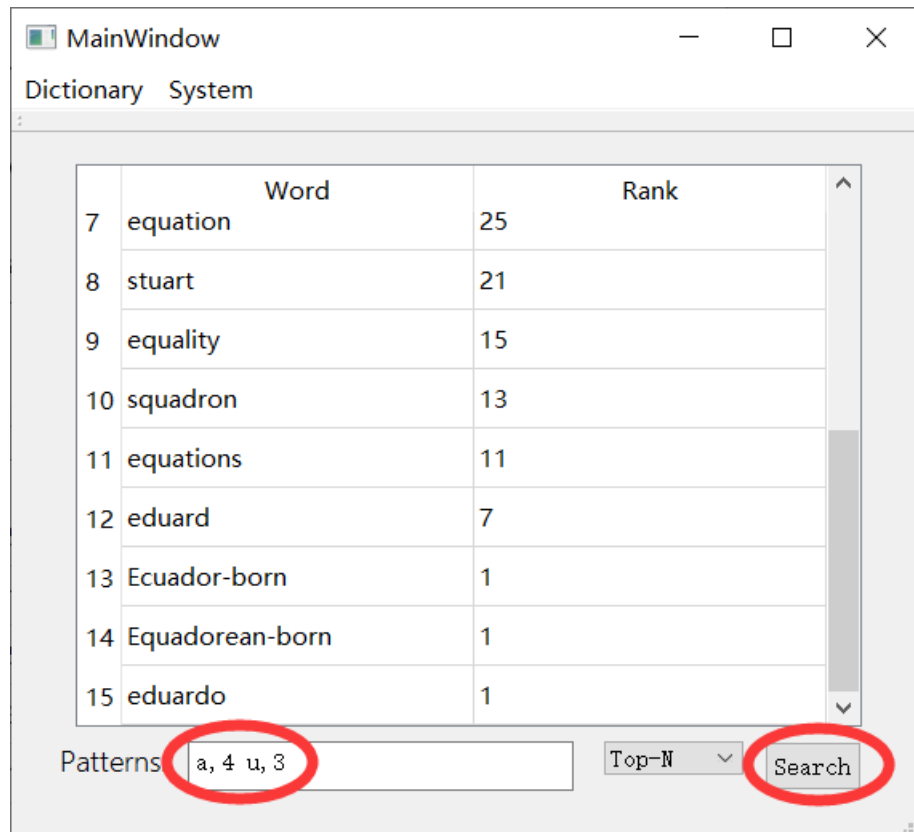 MainWindow
Dictionary System
Word Rank
7 equation 25
8 stuart 21
9 equality 15
10 squadron 13
11 equations 11
12 eduard 7
13 Ecuador-born 1
14 Equadorean-born 1
15 eduardo 1
Patterns a, 4 u, 3 Top-N Search